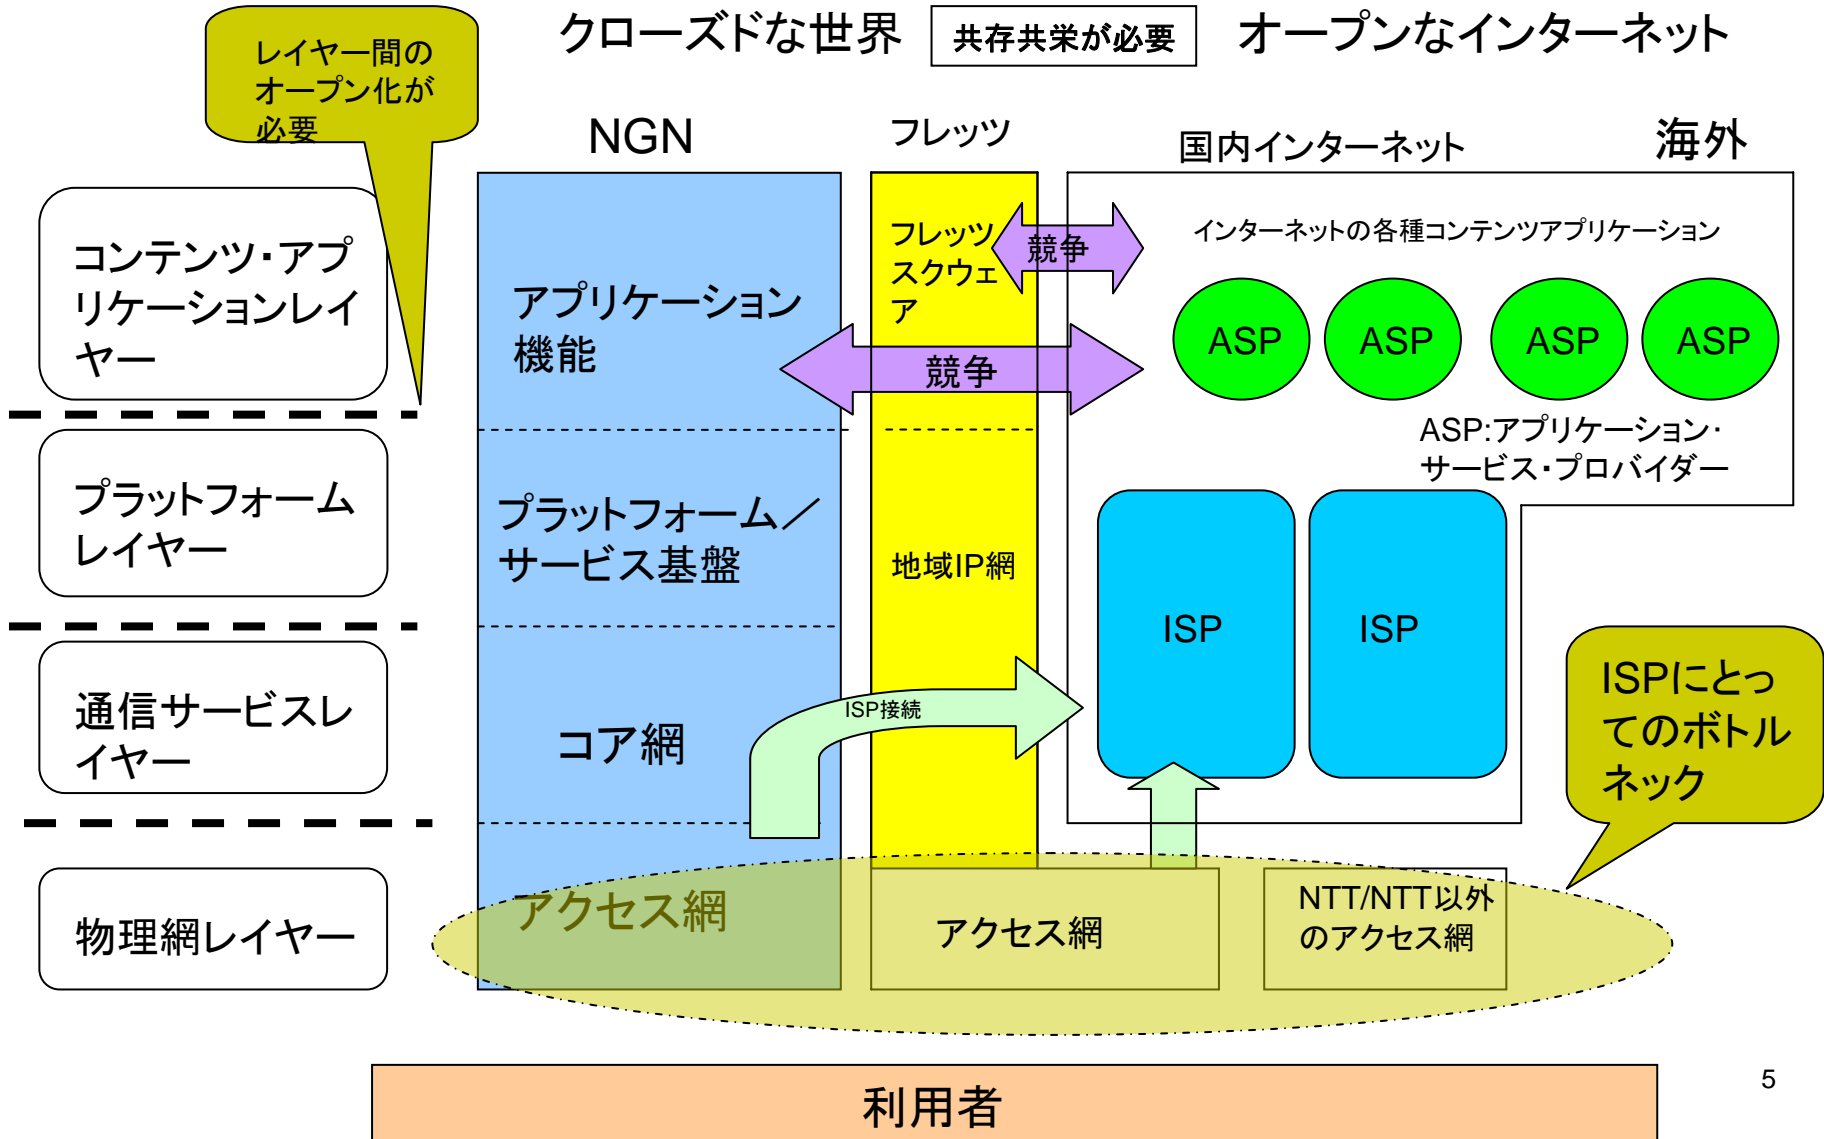 クローズドな世界
共存共栄が必要
オープンなインターネット
レイヤー間の
オープン化が
必要
NGN
フレッツ
国内インターネット
海外
コンテンツ・アプ
リケーションレイ
ヤー
アプリケーション
機能
フレッツ
スクウェ
ア
競争
競争
インターネットの各種コンテンツアプリケーション
ASP
ASP
ASP
ASP
ASP:アプリケーション・
サービス・プロバイダー
プラットフォーム
レイヤー
プラットフォーム／
サービス基盤
地域IP網
ISP
ISP
通信サービスレ
イヤー
コア網
ISP接続
ISPにとっ
てのボトル
ネック
物理網レイヤー
アクセス網
アクセス網
NTT/NTT以外
のアクセス網
利用者
5